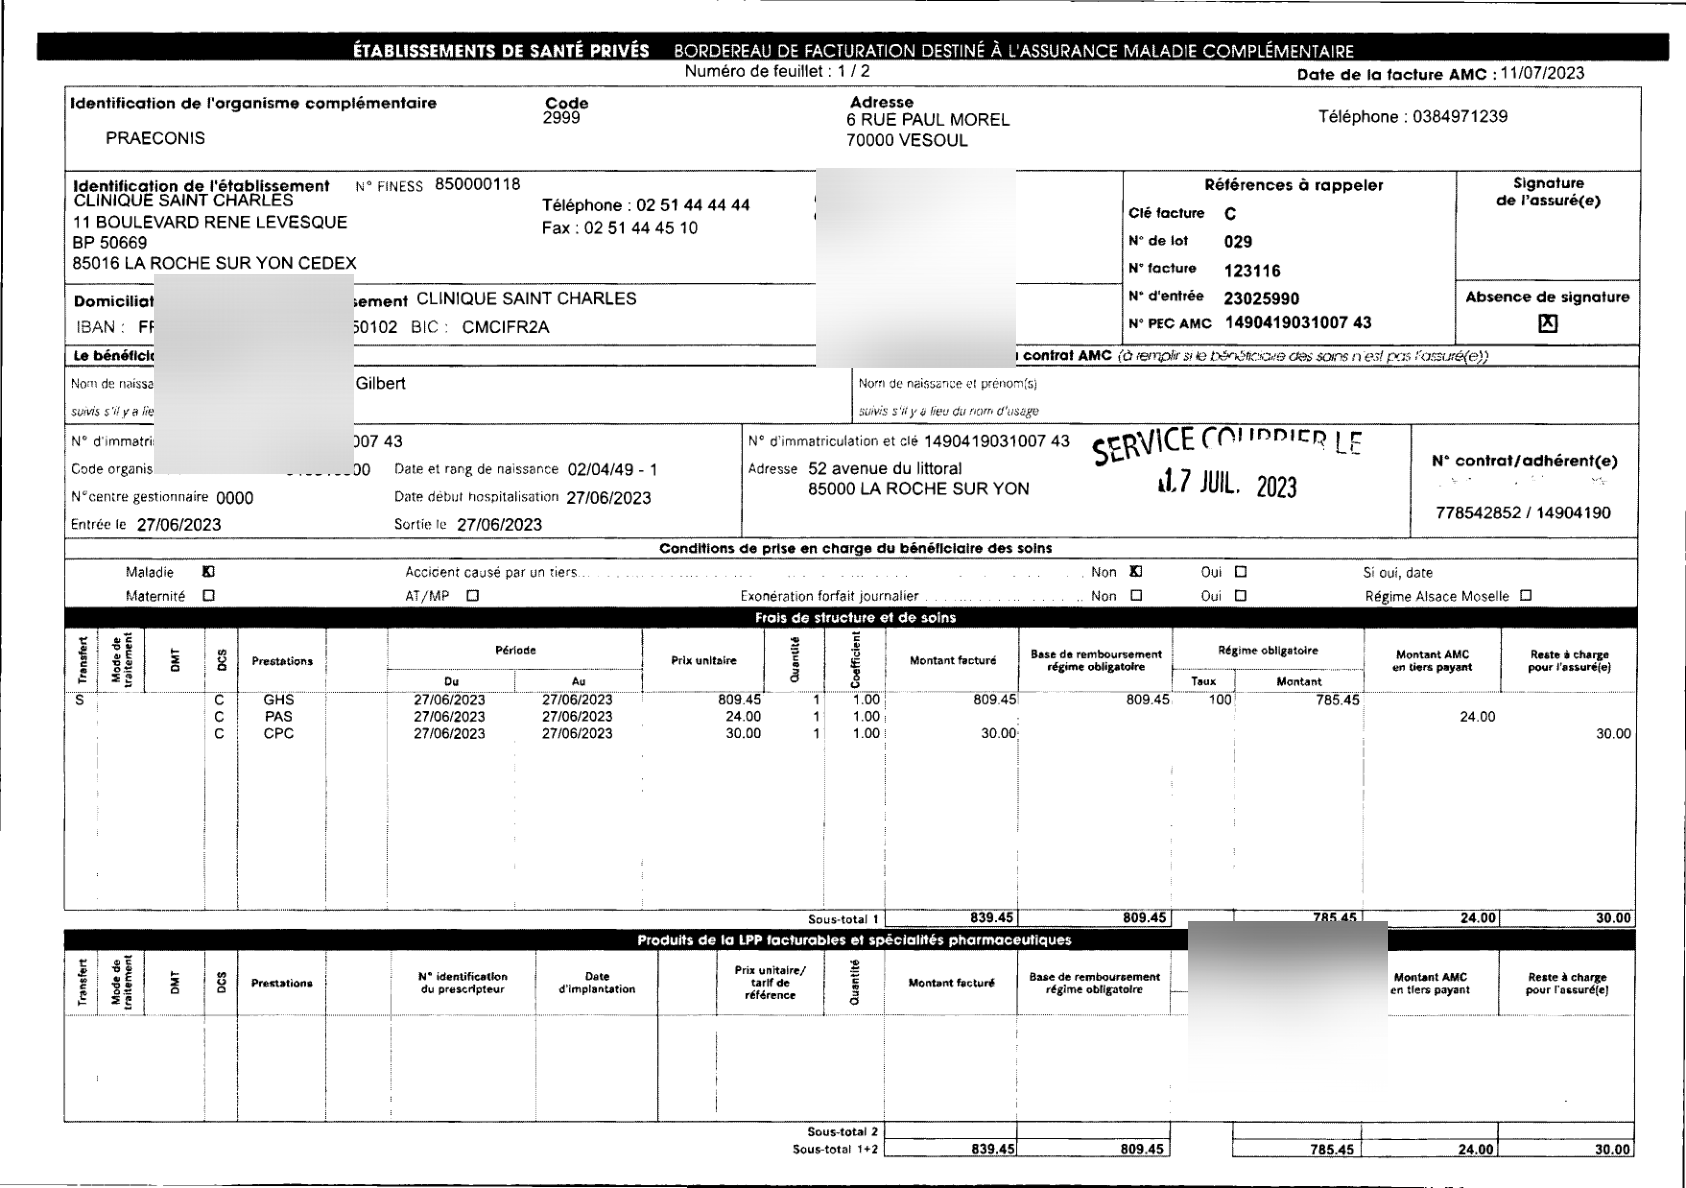 ÉTABLISSEMENTS DE SANTÉ PRIVÉS BORDEREAU DE FACTURATION DESTINÉ À L'ASSURANCE MALADIE COMPLÉMENTAIRE
Numéro de feuillet : 1 / 2
Date de la facture AMC : 11/07/2023
Identification de l'organisme complémentaire
PRAECONIS
Code
2999
Adresse
6 RUE PAUL MOREL
70000 VESOUL
Téléphone : 0384971239
Identification de l'établissement N° FINESS 850000118
CLINIQUE SAINT CHARLES
11 BOULEVARD RENE LEVESQUE
BP 50669
85016 LA ROCHE SUR YON CEDEX
Téléphone : 02 51 44 44 44
Fax : 02 51 44 45 10
Références à rappeler
Clé facture C
N° de lot 029
N° facture 123116
N° d'entrée 23025990
N° PEC AMC 1490419031007 43
Signature
de l'assuré(e)
Absence de signature
X
CLINIQUE SAINT CHARLES
IBAN : 50102 BIC : CMCIFR2A
Le
contrat AMC (à remplir si le bénéficiaire des soins n'est pas l'assuré(e))
Nom de Gilbert
suivis s'il y a lieu
Nom de naissance et prénom(s)
suivis s'il y a lieu du nom d'usage
N° 007 43
Code 00 Date et rang de naissance 02/04/49 - 1
N°centre gestionnaire 0000 Date début hospitalisation 27/06/2023
Entrée le 27/06/2023 Sortie le 27/06/2023
N° d'immatriculation et clé 1490419031007 43
Adresse 52 avenue du littoral
85000 LA ROCHE SUR YON
SERVICE COURRIER LE
17 JUIL. 2023
N° contrat/adhérent(e)
778542852 / 14904190
Conditions de prise en charge du bénéficiaire des soins
Maladie X Accident causé par un tiers Non X Oui Si oui, date
Maternité AT/MP Exonération forfait journalier Non Oui Régime Alsace Moselle
Frais de structure et de soins
Transfert Mode de traitement DMT DCS Prestations Période Du Au Prix unitaire Quantité Coefficient Montant facturé Base de remboursement régime obligatoire Régime obligatoire Taux Montant Montant AMC en tiers payant Reste à charge pour l'assuré(e)
S C GHS 27/06/2023 27/06/2023 809.45 1 1.00 809.45 809.45 100 785.45
C PAS 27/06/2023 27/06/2023 24.00 1 1.00 24.00
C CPC 27/06/2023 27/06/2023 30.00 1 1.00 30.00 30.00
Sous-total 1 839.45 809.45 785.45 24.00 30.00
Produits de la LPP facturables et spécialités pharmaceutiques
Transfert Mode de traitement DMT DCS Prestations N° identification du prescripteur Date d'implantation Prix unitaire/ tarif de référence Quantité Montant facturé Base de remboursement régime obligatoire Montant AMC en tiers payant Reste à charge pour l'assuré(e)
Sous-total 2
Sous-total 1+2 839.45 809.45 785.45 24.00 30.00